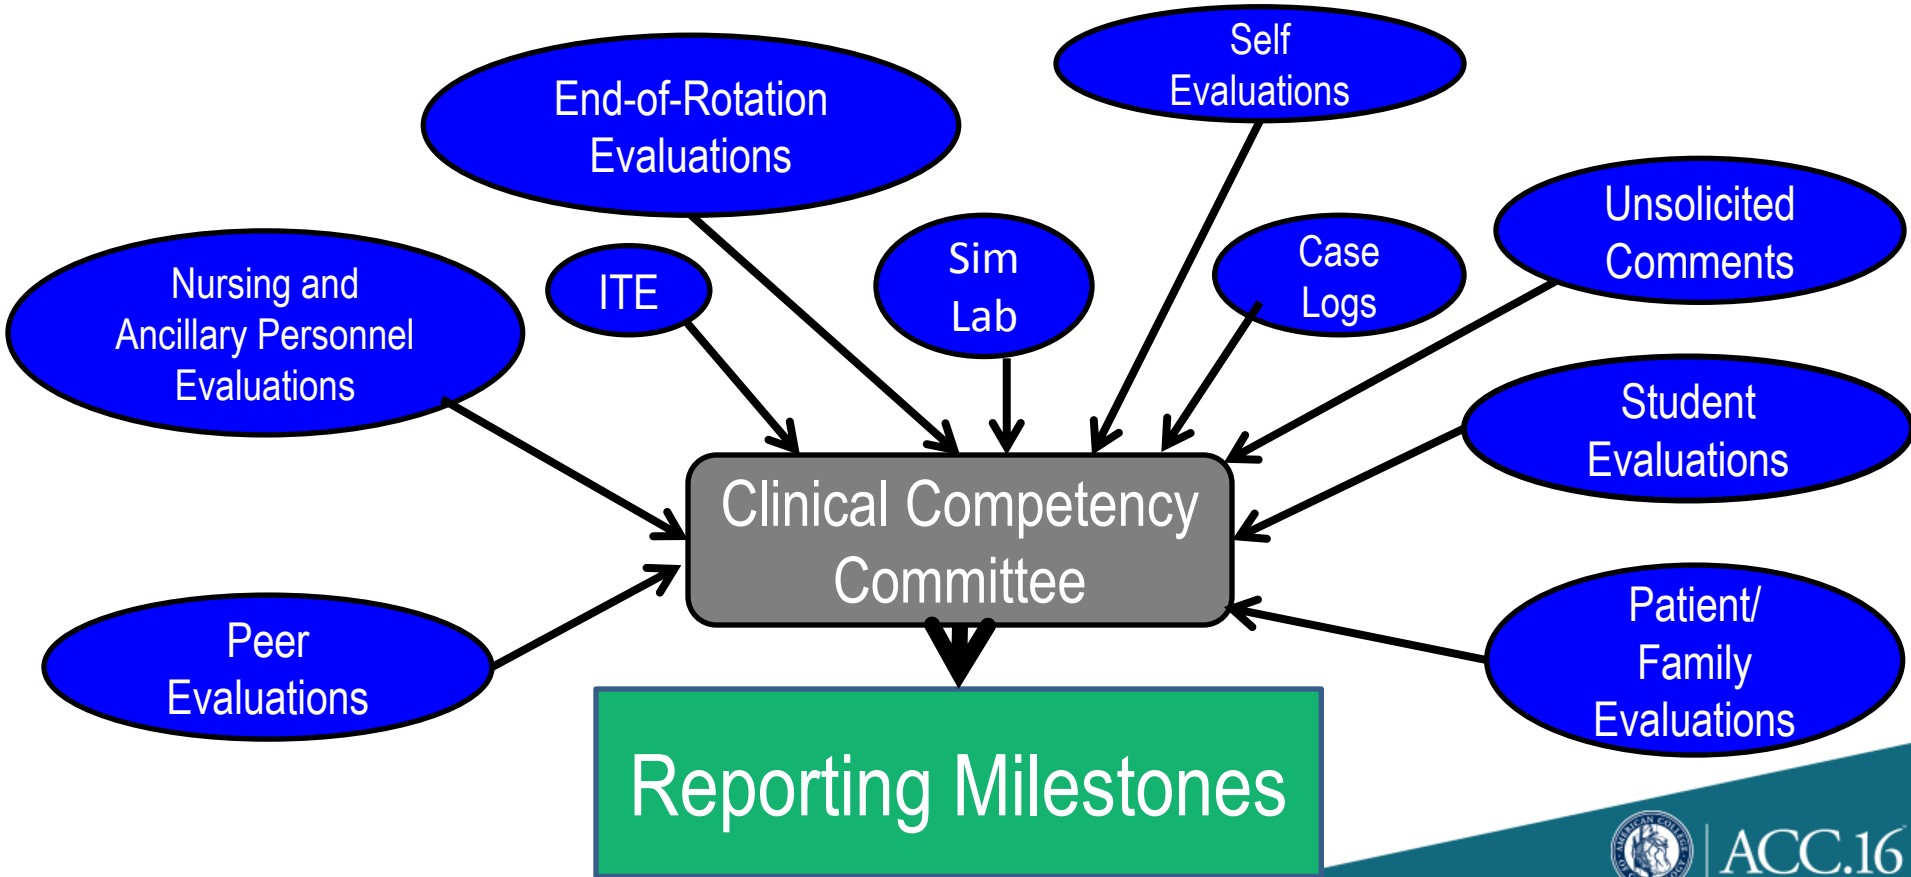 Self
Evaluations
End-of-Rotation
Evaluations
Unsolicited
Comments
Nursing and
Ancillary Personnel
Evaluations
ITE
Sim
Lab
Case
Logs
Student
Evaluations
Clinical Competency
Committee
Peer
Evaluations
Patient/
Family
Evaluations
Reporting Milestones
ACC.16